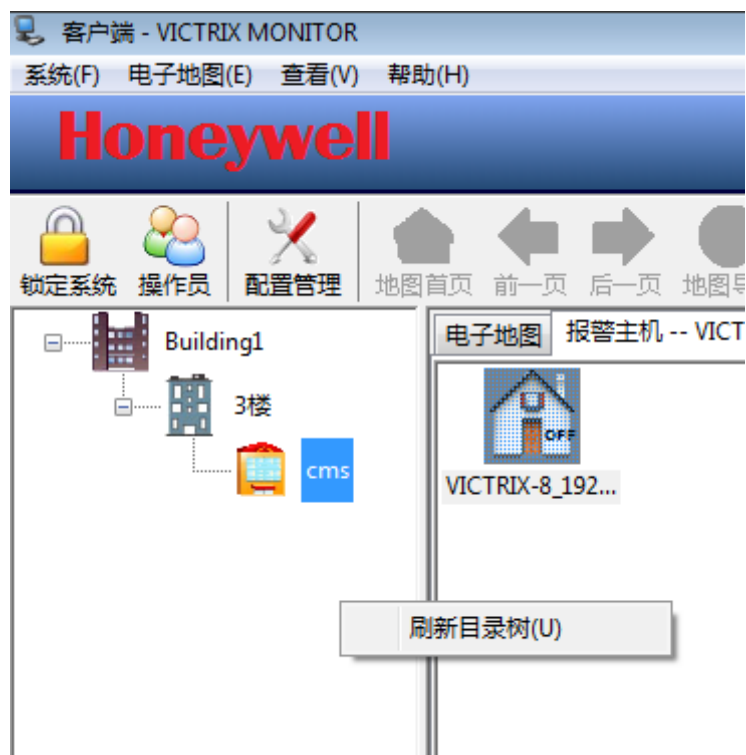 客户端 - VICTRIX MONITOR
系统(F) 电子地图(E) 查看(V) 帮助(H)
Honeywell
锁定系统 操作员 配置管理 地图首页 前一页 后一页 地图导
Building1
电子地图 报警主机 -- VICT
3楼
OFF
cms
VICTRIX-8_192...
刷新目录树(U)